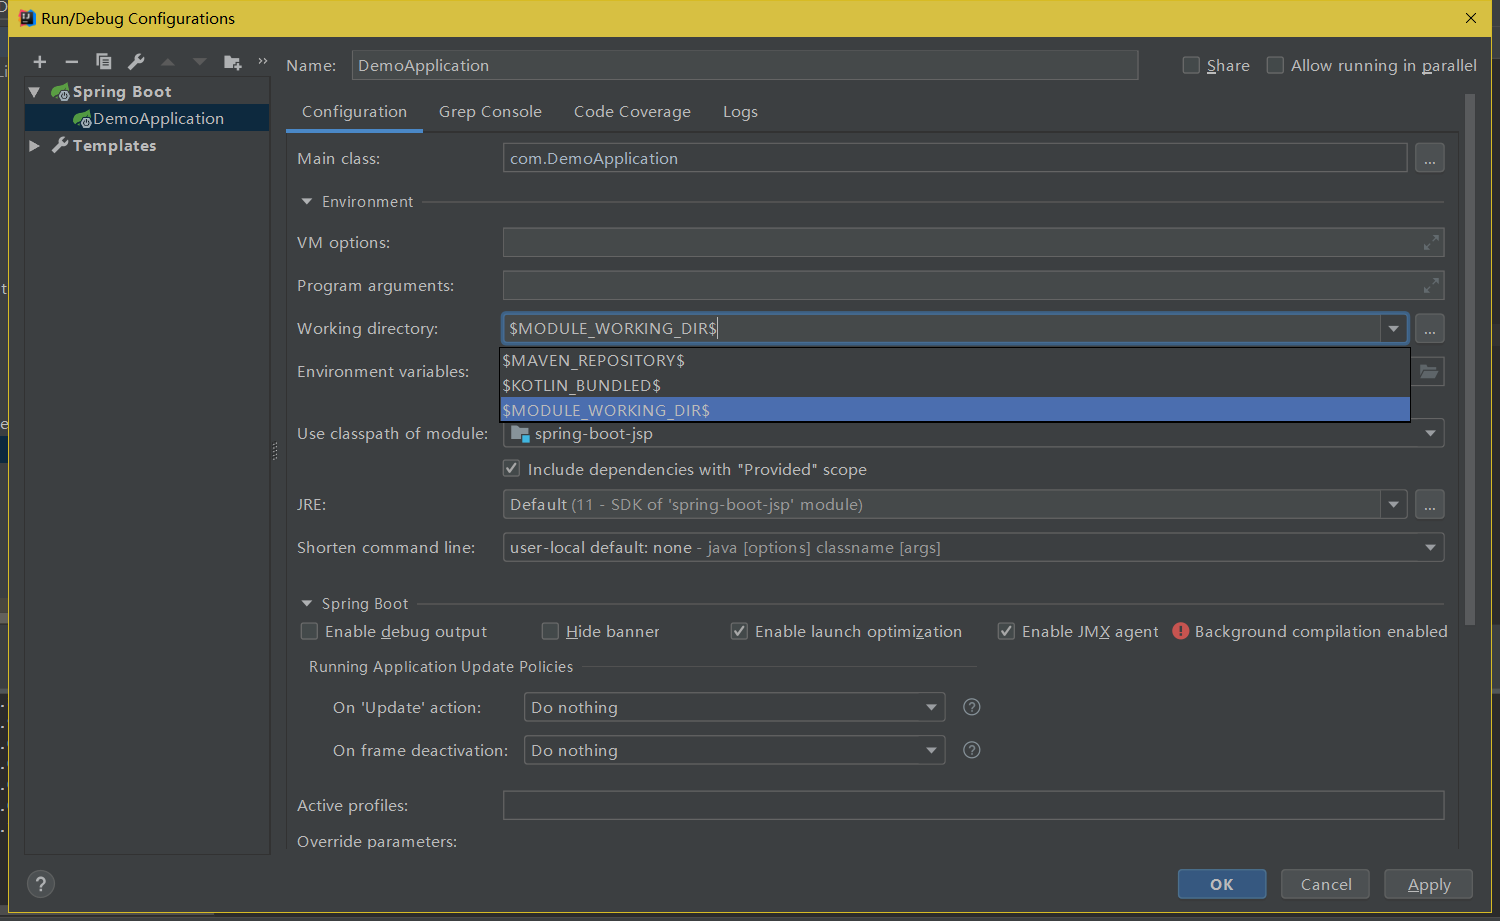 Run/Debug Configurations
Name: DemoApplication Share Allow running in parallel
Spring Boot
DemoApplication
Templates
Configuration Grep Console Code Coverage Logs
Main class: com.DemoApplication ...
Environment
VM options:
Program arguments:
Working directory: $MODULE_WORKING_DIR$ ...
$MAVEN_REPOSITORY$
Environment variables:
$KOTLIN_BUNDLED$
$MODULE_WORKING_DIR$
Use classpath of module: spring-boot-jsp
Include dependencies with "Provided" scope
JRE: Default (11 - SDK of 'spring-boot-jsp' module) ...
Shorten command line: user-local default: none - java [options] classname [args]
Spring Boot
Enable debug output Hide banner Enable launch optimization Enable JMX agent Background compilation enabled
Running Application Update Policies
On 'Update' action: Do nothing ?
On frame deactivation: Do nothing ?
Active profiles:
Override parameters:
? OK Cancel Apply